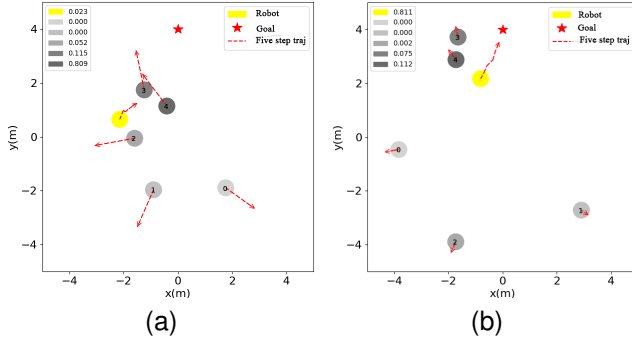 0.023
0.000
0.000
0.052
0.115
0.809
Robot
Goal
Five step traj
4
2
0
−2
−4
y(m)
3
4
2
1
0
−4 −2 0 2 4
x(m)
(a)
0.811
0.000
0.000
0.002
0.075
0.112
Robot
Goal
Five step traj
4
2
0
−2
−4
y(m)
3
4
0
1
2
−4 −2 0 2 4
x(m)
(b)